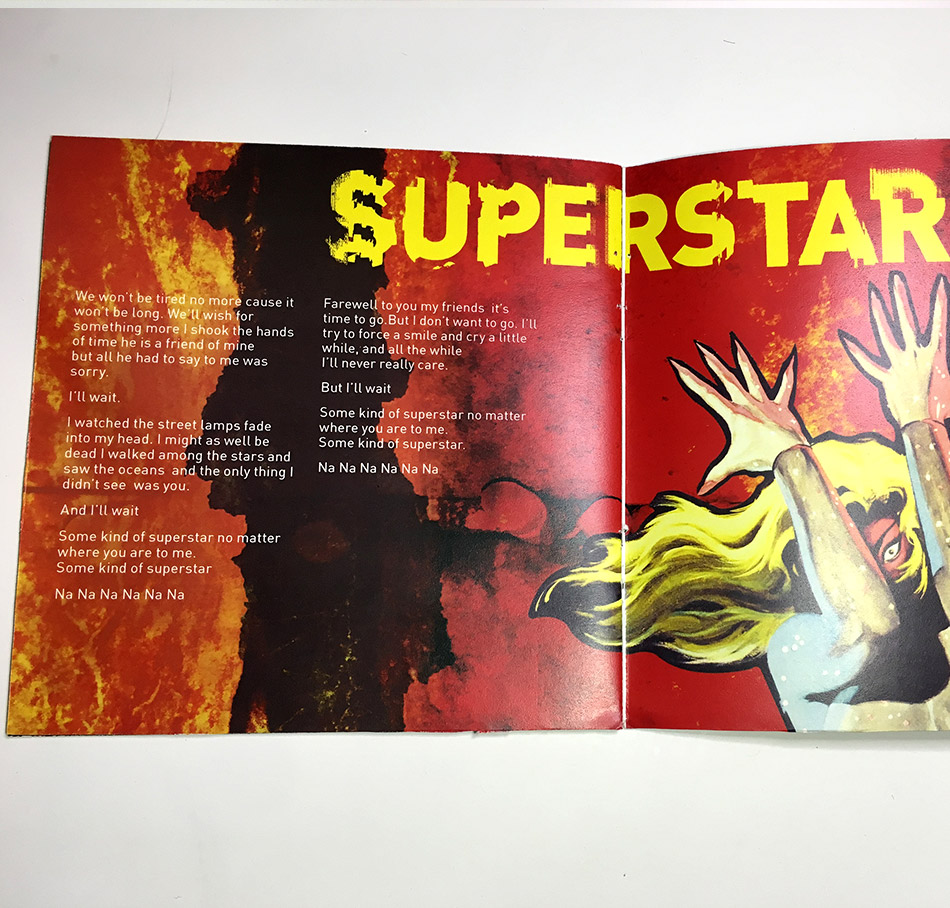 SUPERSTAR
We won't be tired no more cause it
won't be long. We'll wish for
something more I shook the hands
of time he is a friend of mine
but all he had to say to me was
sorry.
I'll wait.
I watched the street lamps fade
into my head. I might as well be
dead I walked among the stars and
saw the oceans and the only thing I
didn't see was you.
And I'll wait
Some kind of superstar no matter
where you are to me.
Some kind of superstar
Na Na Na Na Na Na
Farewell to you my friends it's
time to go.But I don't want to go. I'll
try to force a smile and cry a little
while, and all the while
I'll never really care.
But I'll wait
Some kind of superstar no matter
where you are to me.
Some kind of superstar.
Na Na Na Na Na Na